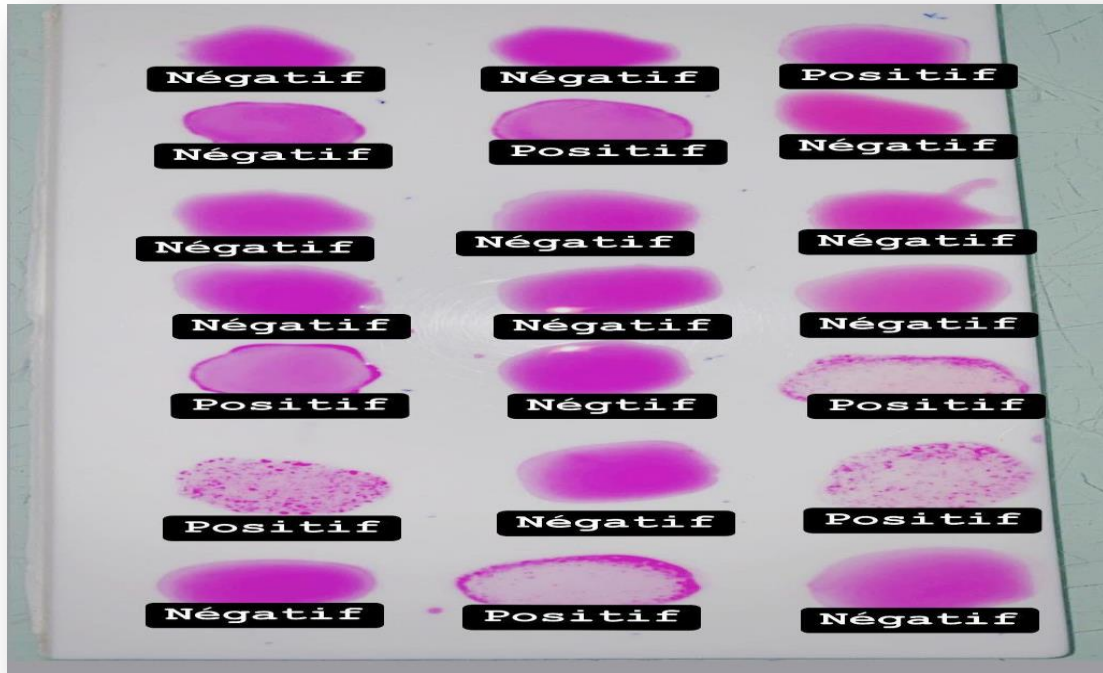 Négatif Négatif Positif
Négatif Positif Négatif
Négatif Négatif Négatif
Négatif Négatif Négatif
Positif Négtif Positif
Positif Négatif Positif
Négatif Positif Négatif